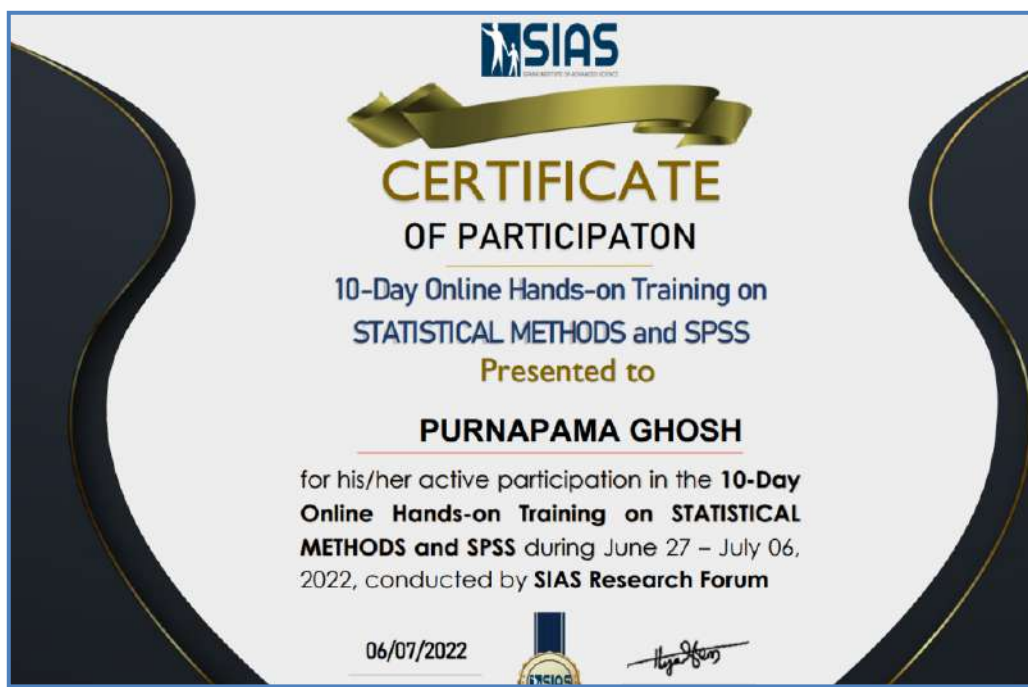 SIAS
CERTIFICATE
OF PARTICIPATON
10-Day Online Hands-on Training on
STATISTICAL METHODS and SPSS
Presented to
PURNAPAMA GHOSH
for his/her active participation in the 10-Day
Online Hands-on Training on STATISTICAL
METHODS and SPSS during June 27 – July 06,
2022, conducted by SIAS Research Forum
06/07/2022
SIAS